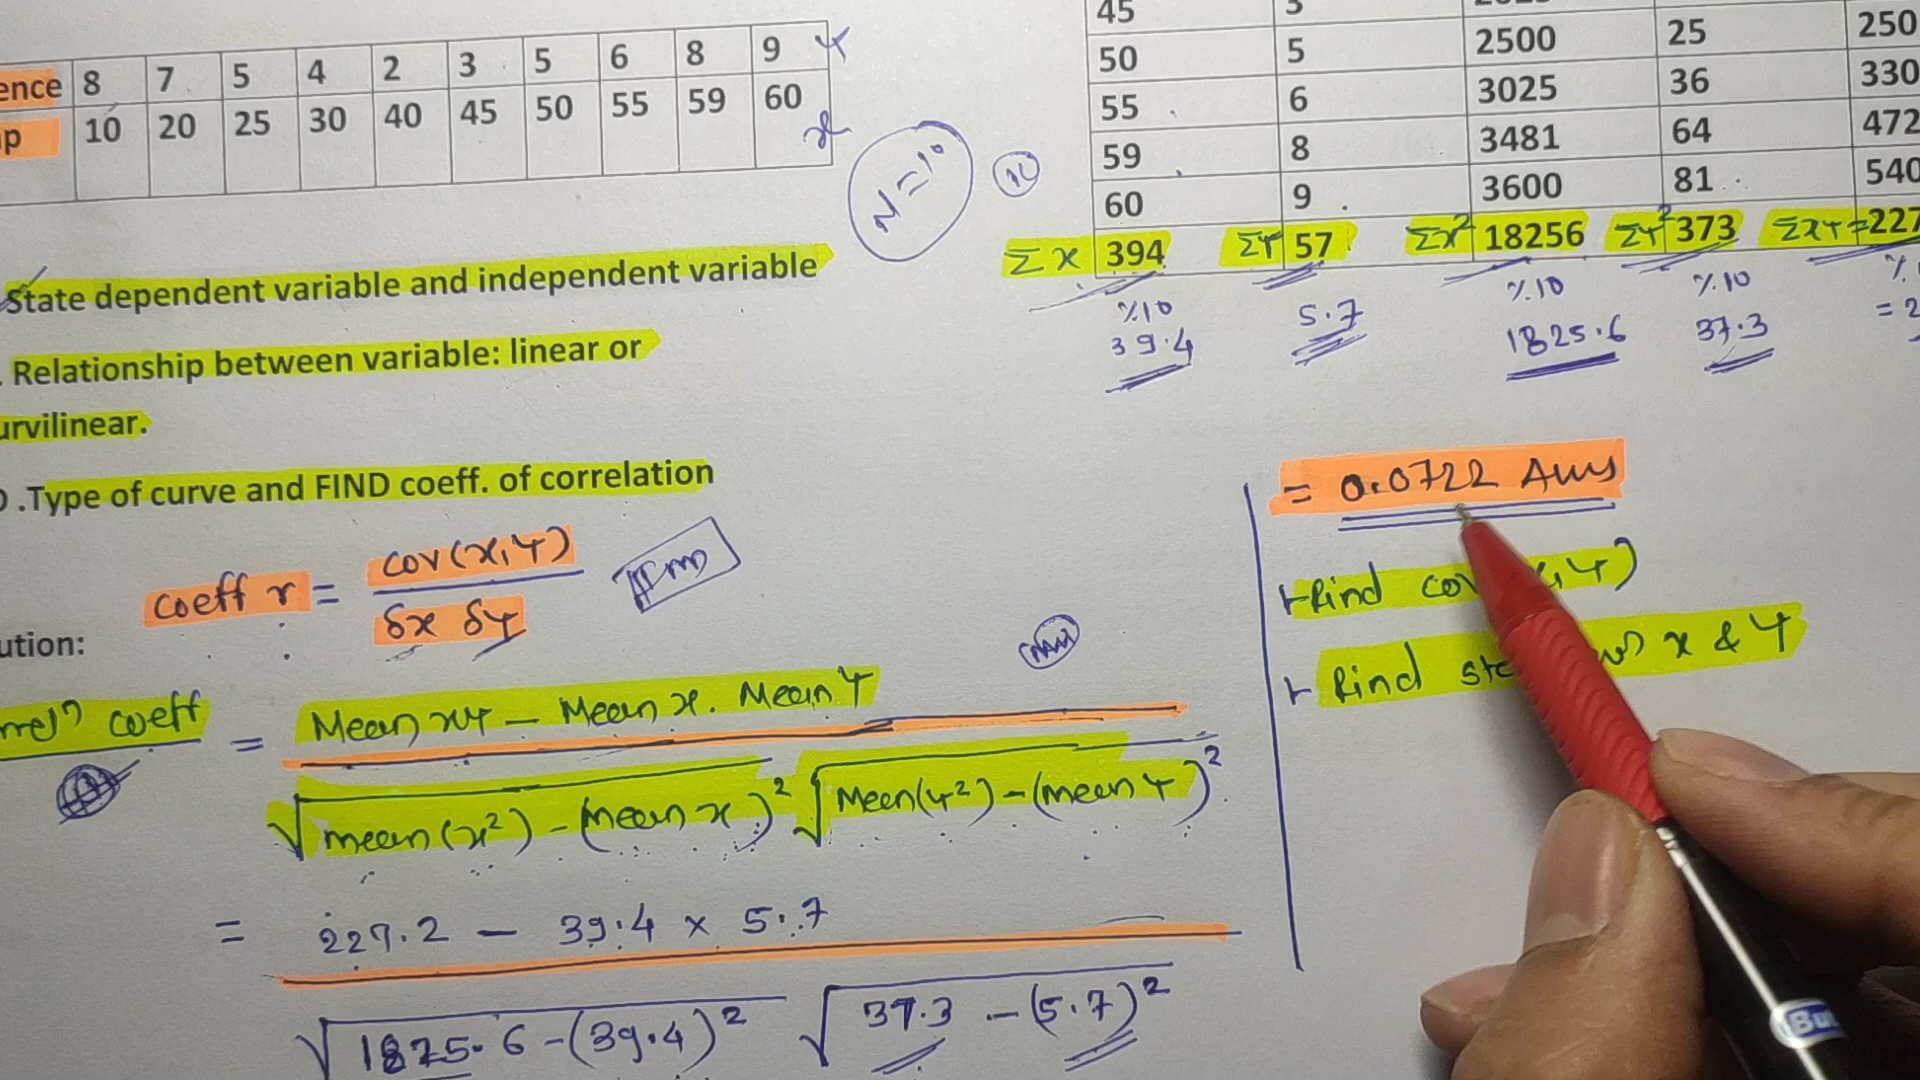 ence 8 7 5 4 2 3 5 6 8 9 Y
p 10 20 25 30 40 45 50 55 59 60 x
N=10
45 3
50 5 2500 25 250
55 6 3025 36 330
59 8 3481 64 472
60 9 3600 81 540
Σx 394 ΣY 57 Σx² 18256 ΣY² 373 ΣxY=227
%10 %10 %10
39.4 5.7 1825.6 37.3 = 2
State dependent variable and independent variable
. Relationship between variable: linear or
urvilinear.
.Type of curve and FIND coeff. of correlation
= 0.0722 Ans
coeff r = cov(x,Y)
δx δY
Find cov
Y)
ution:
Find
x & Y
coeff = Mean xY - Mean x. Mean Y
√mean(x²) - (mean x)² √Mean(Y²) - (mean Y)²
= 227.2 - 39.4 x 5.7
√1825.6 - (39.4)² √37.3 - (5.7)²